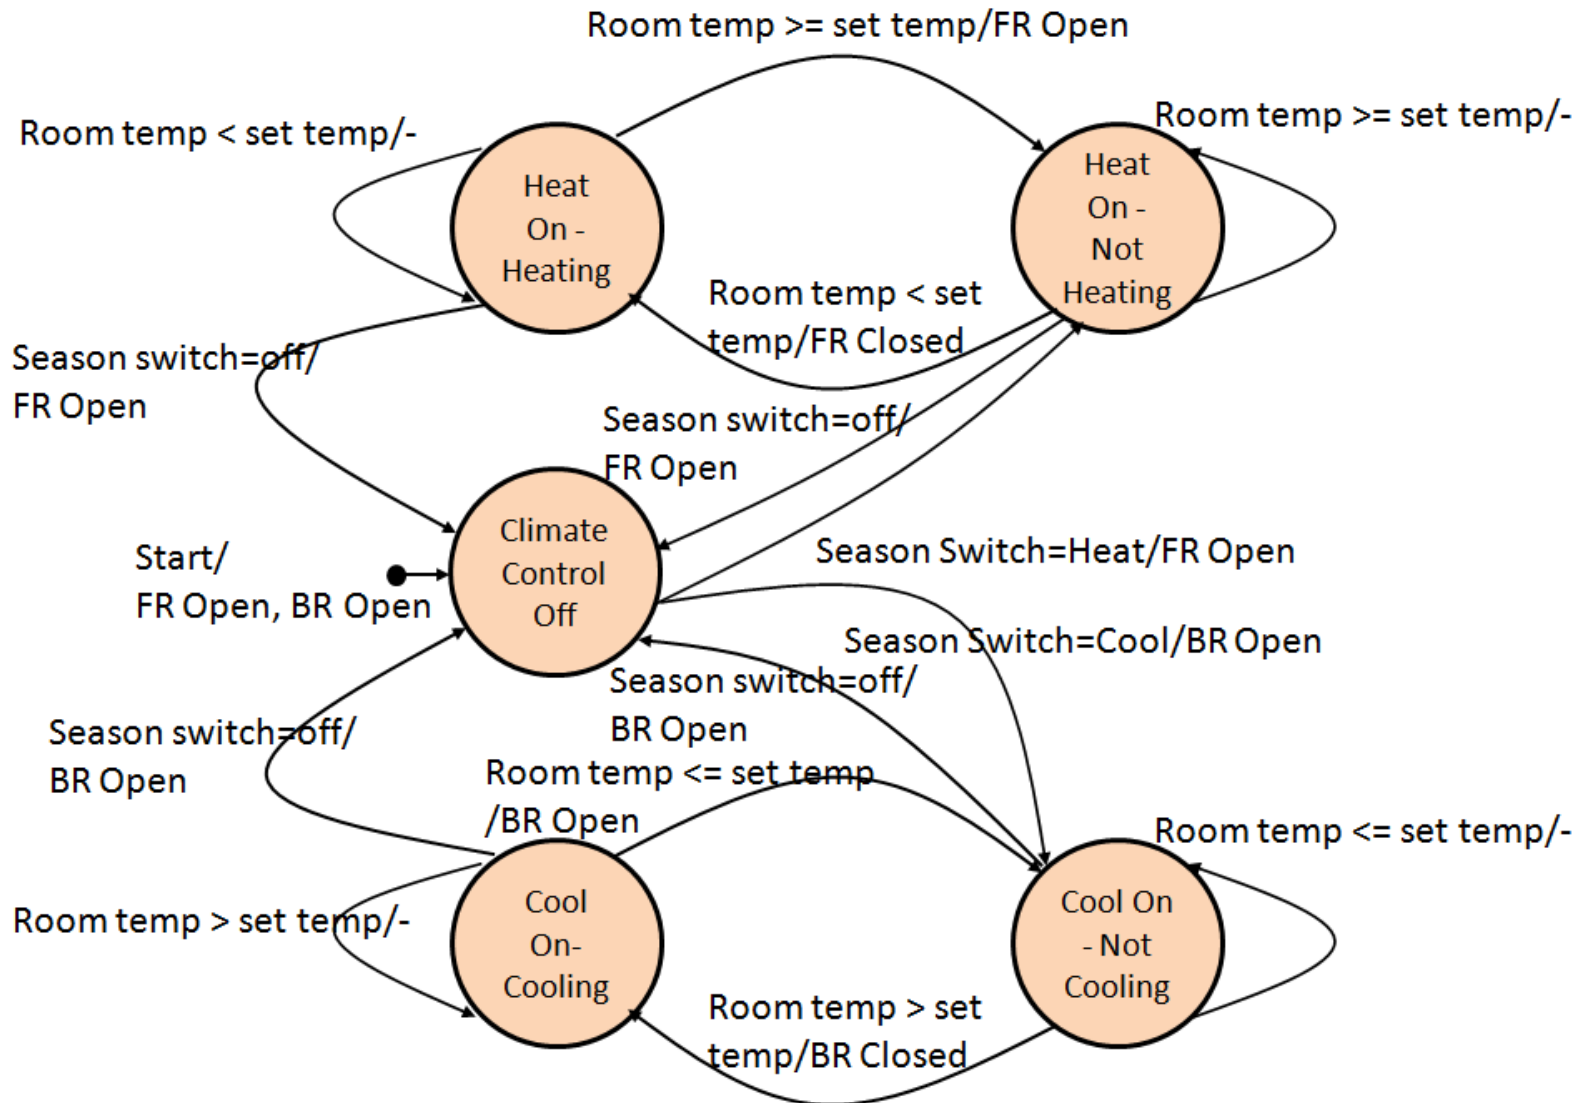 Room temp >= set temp/FR Open
Room temp < set temp/-
Room temp >= set temp/-
Heat
On -
Heating
Heat
On -
Not
Heating
Room temp < set
temp/FR Closed
Season switch=off/
FR Open
Season switch=off/
FR Open
Climate
Control
Off
Start/
FR Open, BR Open
Season Switch=Heat/FR Open
Season Switch=Cool/BR Open
Season switch=off/
BR Open
Season switch=off/
BR Open
Room temp <= set temp
/BR Open
Room temp <= set temp/-
Room temp > set temp/-
Cool
On-
Cooling
Cool On
- Not
Cooling
Room temp > set
temp/BR Closed